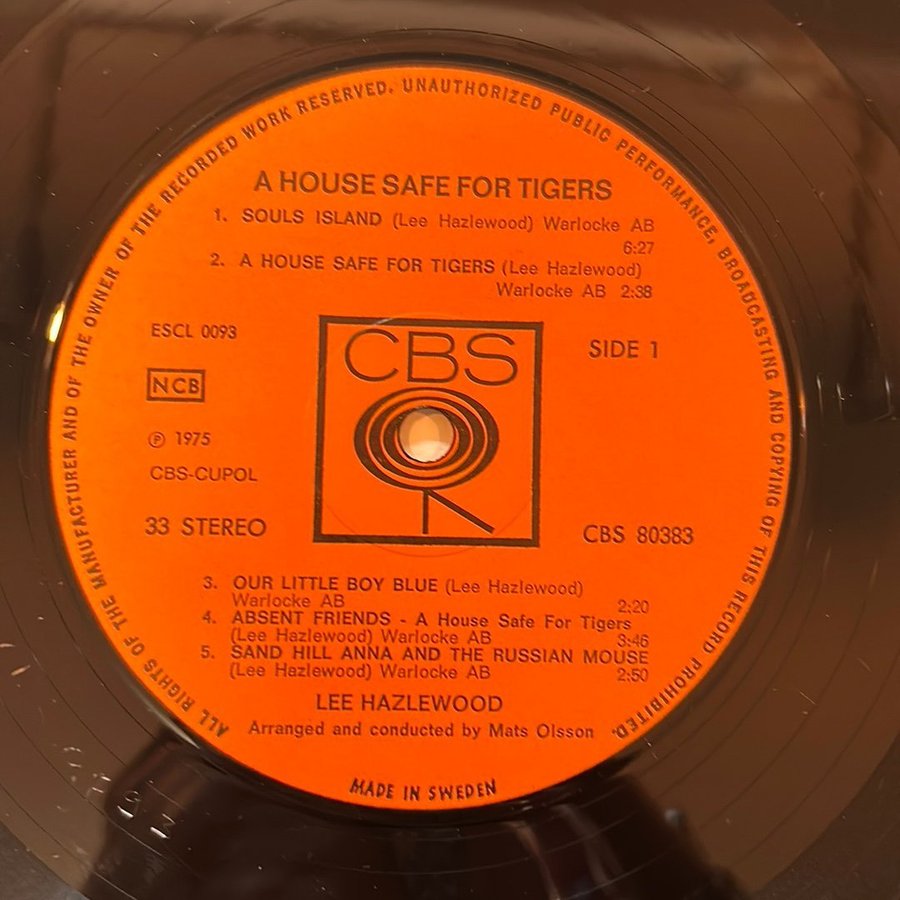 ALL RIGHTS OF THE MANUFACTURER AND OF THE OWNER OF THE RECORDED WORK RESERVED. UNAUTHORIZED PUBLIC PERFORMANCE, BROADCASTING AND COPYING OF THIS RECORD PROHIBITED.
A HOUSE SAFE FOR TIGERS
1. SOULS ISLAND (Lee Hazlewood) Warlocke AB
6:27
2. A HOUSE SAFE FOR TIGERS (Lee Hazlewood)
Warlocke AB 2:38
ESCL 0093
CBS
SIDE 1
NCB
℗ 1975
CBS-CUPOL
33 STEREO
CBS 80383
3. OUR LITTLE BOY BLUE (Lee Hazlewood)
Warlocke AB 2:20
4. ABSENT FRIENDS - A House Safe For Tigers
(Lee Hazlewood) Warlocke AB 3:46
5. SAND HILL ANNA AND THE RUSSIAN MOUSE
(Lee Hazlewood) Warlocke AB 2:50
LEE HAZLEWOOD
Arranged and conducted by Mats Olsson
MADE IN SWEDEN